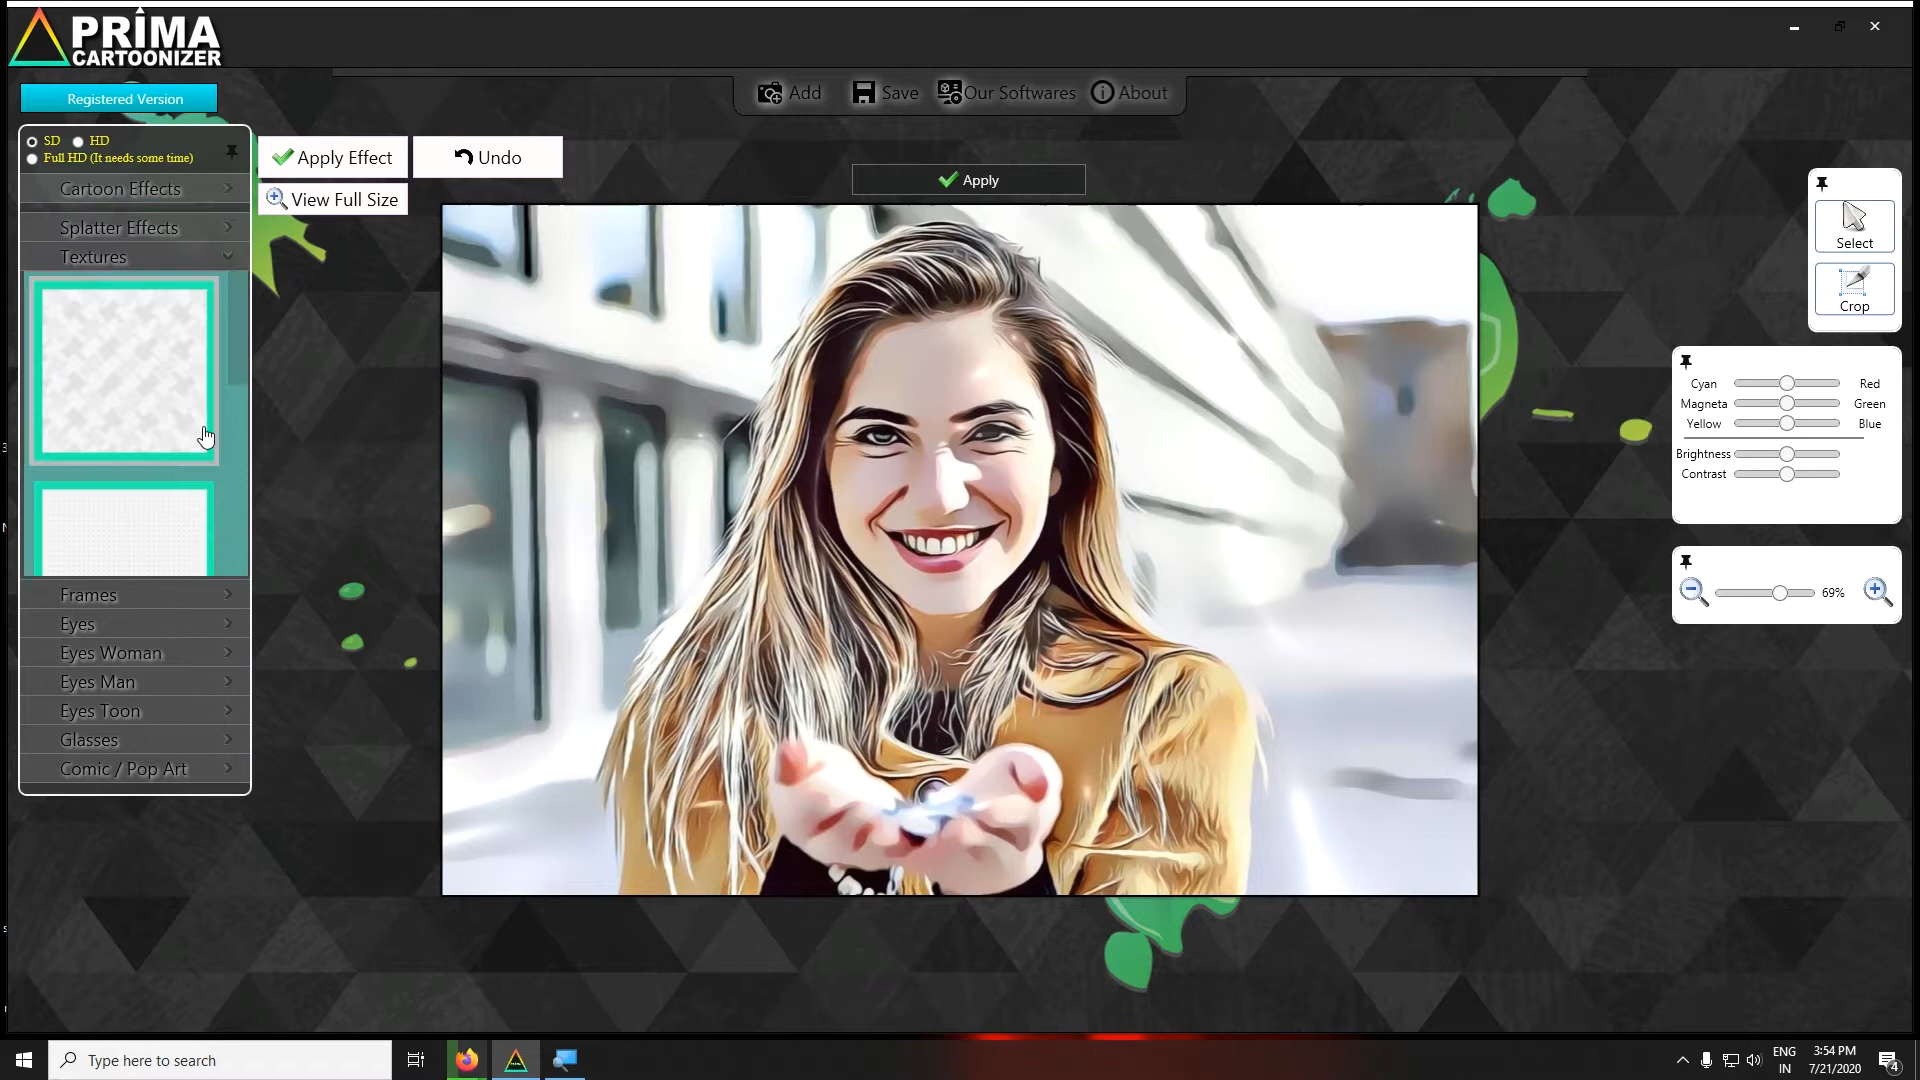 PRIMA
CARTOONIZER
Registered Version
Add
Save
Our Softwares
About
SD
HD
Full HD (It needs some time)
Apply Effect
Undo
View Full Size
Apply
Cartoon Effects
Splatter Effects
Textures
Frames
Eyes
Eyes Woman
Eyes Man
Eyes Toon
Glasses
Comic / Pop Art
Select
Crop
Cyan
Red
Magneta
Green
Yellow
Blue
Brightness
Contrast
69%
Type here to search
ENG
IN
3:54 PM
7/21/2020
4